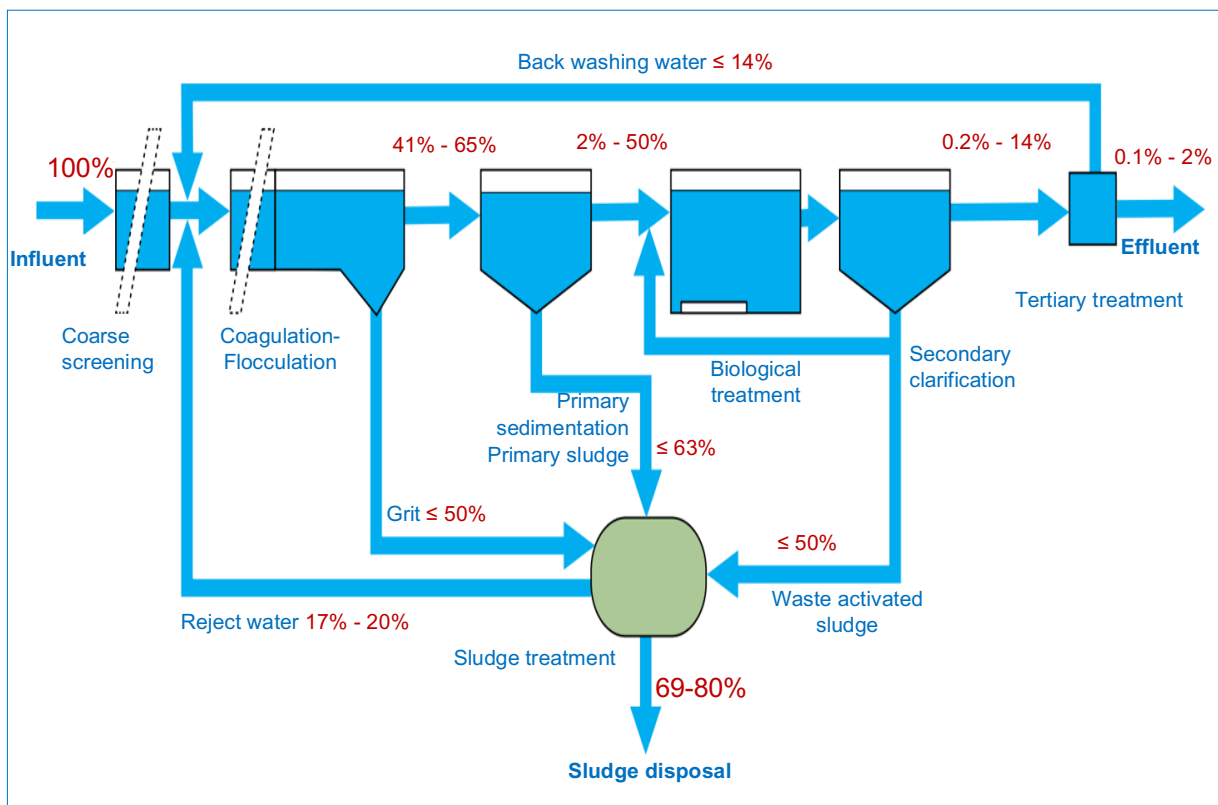 Back washing water ≤ 14%
41% - 65%
2% - 50%
0.2% - 14%
0.1% - 2%
100%
Influent
Effluent
Tertiary treatment
Coarse
screening
Coagulation-
Flocculation
Biological
treatment
Secondary
clarification
Primary
sedimentation
Primary sludge
≤ 63%
Grit ≤ 50%
≤ 50%
Waste activated
sludge
Reject water 17% - 20%
Sludge treatment
69-80%
Sludge disposal